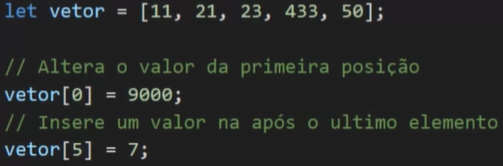 let vetor = [11, 21, 23, 433, 50];
// Altera o valor da primeira posição
vetor[0] = 9000;
// Insere um valor na após o ultimo elemento
vetor[5] = 7;